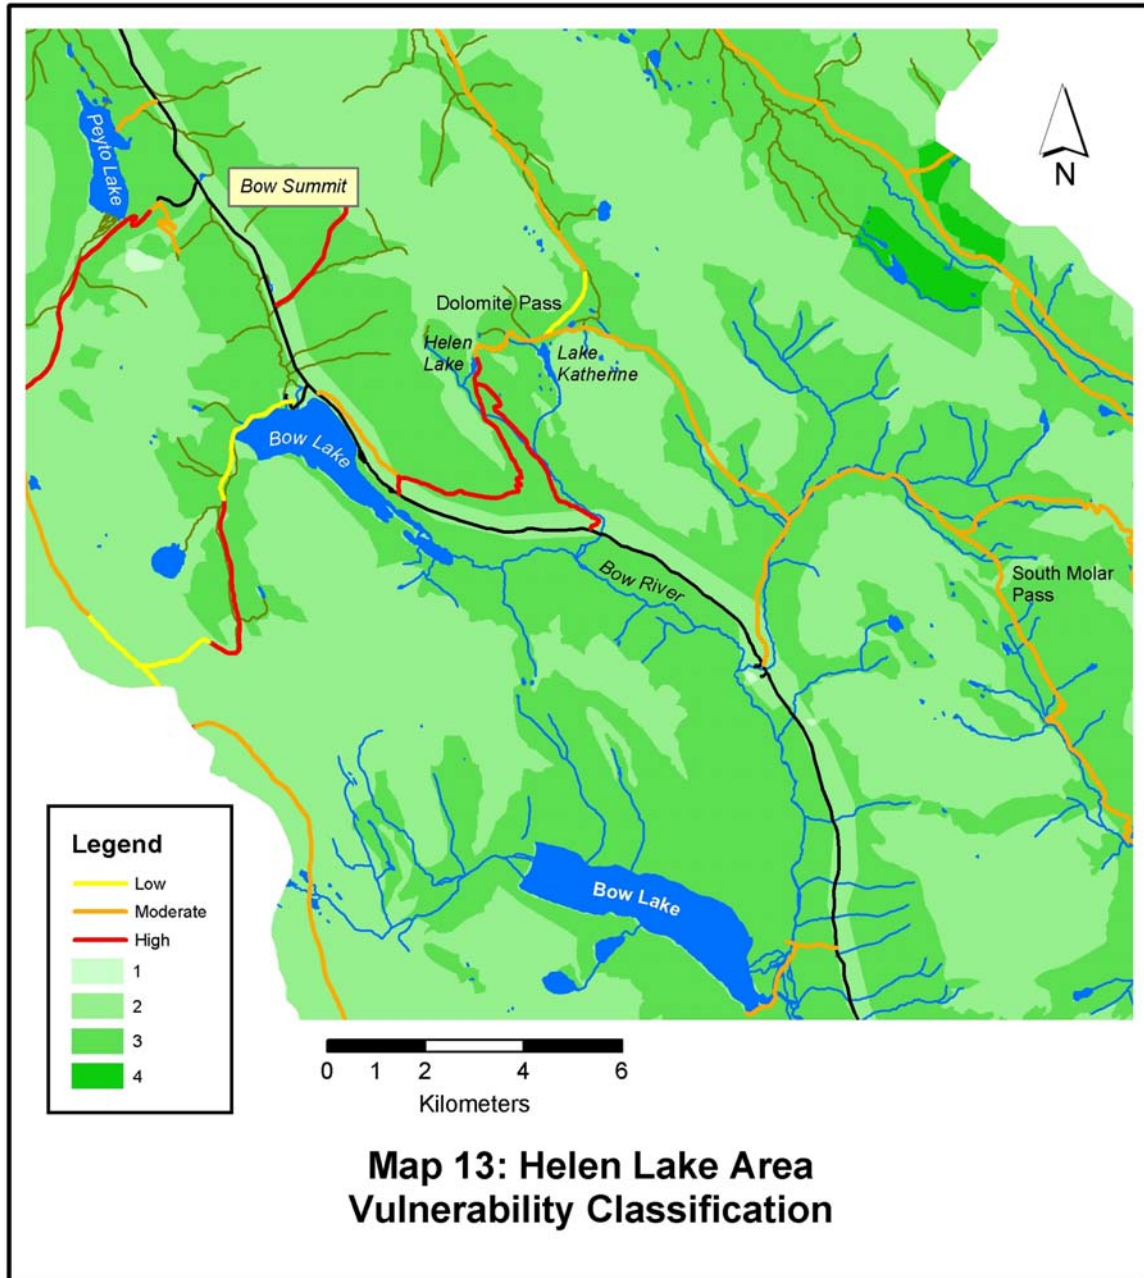 Peyto Lake
Bow Summit
N
Dolomite Pass
Helen
Lake
Lake
Katherine
Bow Lake
Bow River
South Molar
Pass
Bow Lake
Legend
Low
Moderate
High
1
2
3
4
0 1 2 4 6
Kilometers
Map 13: Helen Lake Area
Vulnerability Classification